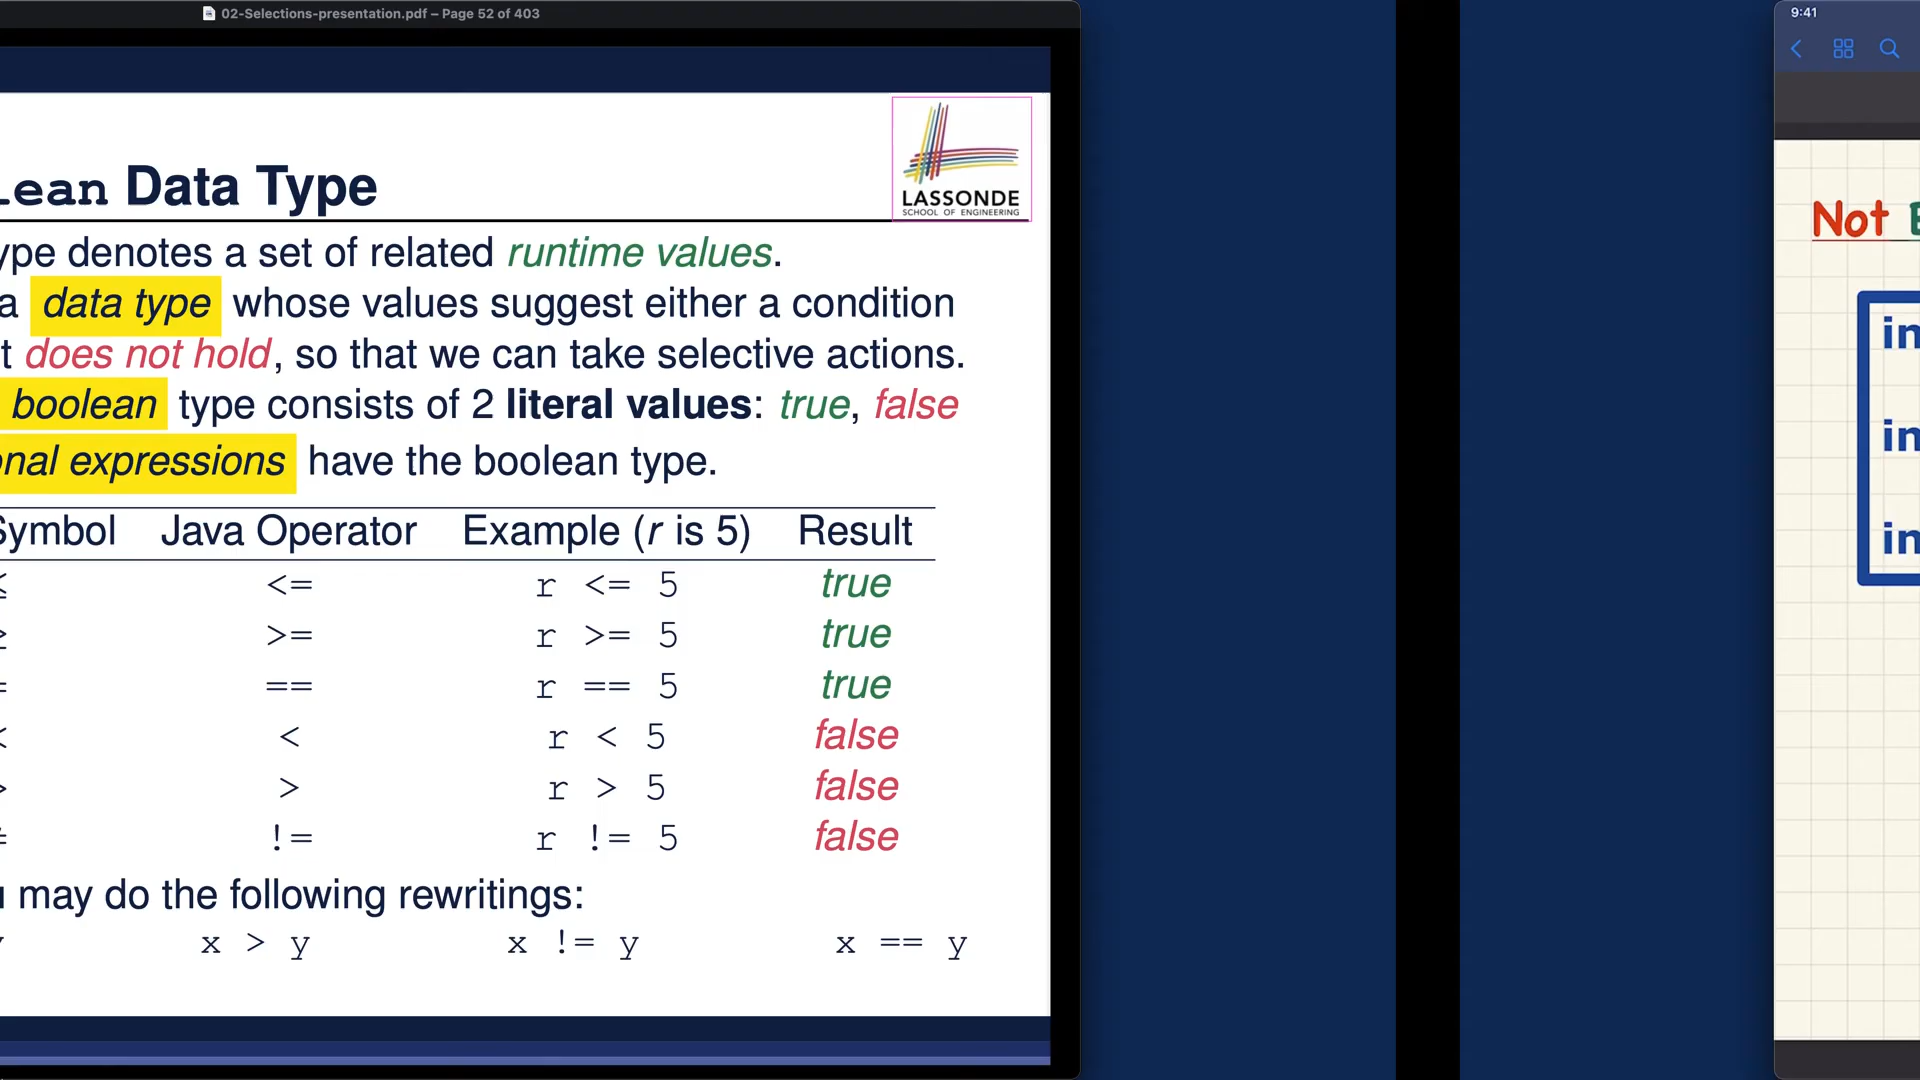 02-Selections-presentation.pdf – Page 52 of 403
9:41
LASSONDE
SCHOOL OF ENGINEERING
lean Data Type
ype denotes a set of related runtime values.
a data type whose values suggest either a condition
t does not hold, so that we can take selective actions.
boolean type consists of 2 literal values: true, false
onal expressions have the boolean type.
Symbol Java Operator Example (r is 5) Result
≤ <= r <= 5 true
≥ >= r >= 5 true
= == r == 5 true
< < r < 5 false
> > r > 5 false
≠ != r != 5 false
u may do the following rewritings:
x > y x != y x == y
Not
in
in
in